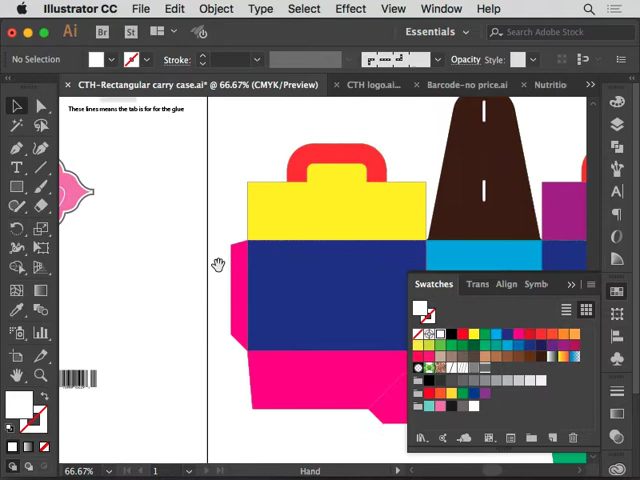 Illustrator CC File Edit Object Type Select Effect View Window Help
Ai Br St Essentials Search Adobe Stock
No Selection Stroke: Opacity Style:
CTH-Rectangular carry case.ai* @ 66.67% (CMYK/Preview) CTH logo.ai... Barcode-no price.ai Nutritio
These lines means the tab is for for the glue
Swatches Trans Align Symb
66.67% 1 Hand